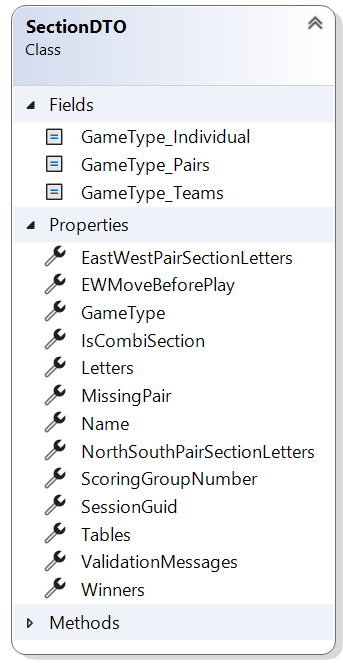 SectionDTO
Class
Fields
GameType_Individual
GameType_Pairs
GameType_Teams
Properties
EastWestPairSectionLetters
EWMoveBeforePlay
GameType
IsCombiSection
Letters
MissingPair
Name
NorthSouthPairSectionLetters
ScoringGroupNumber
SessionGuid
Tables
ValidationMessages
Winners
Methods